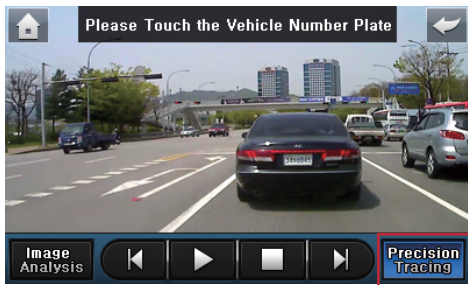 Please Touch the Vehicle Number Plate
Image
Analysis
Precision
Tracing